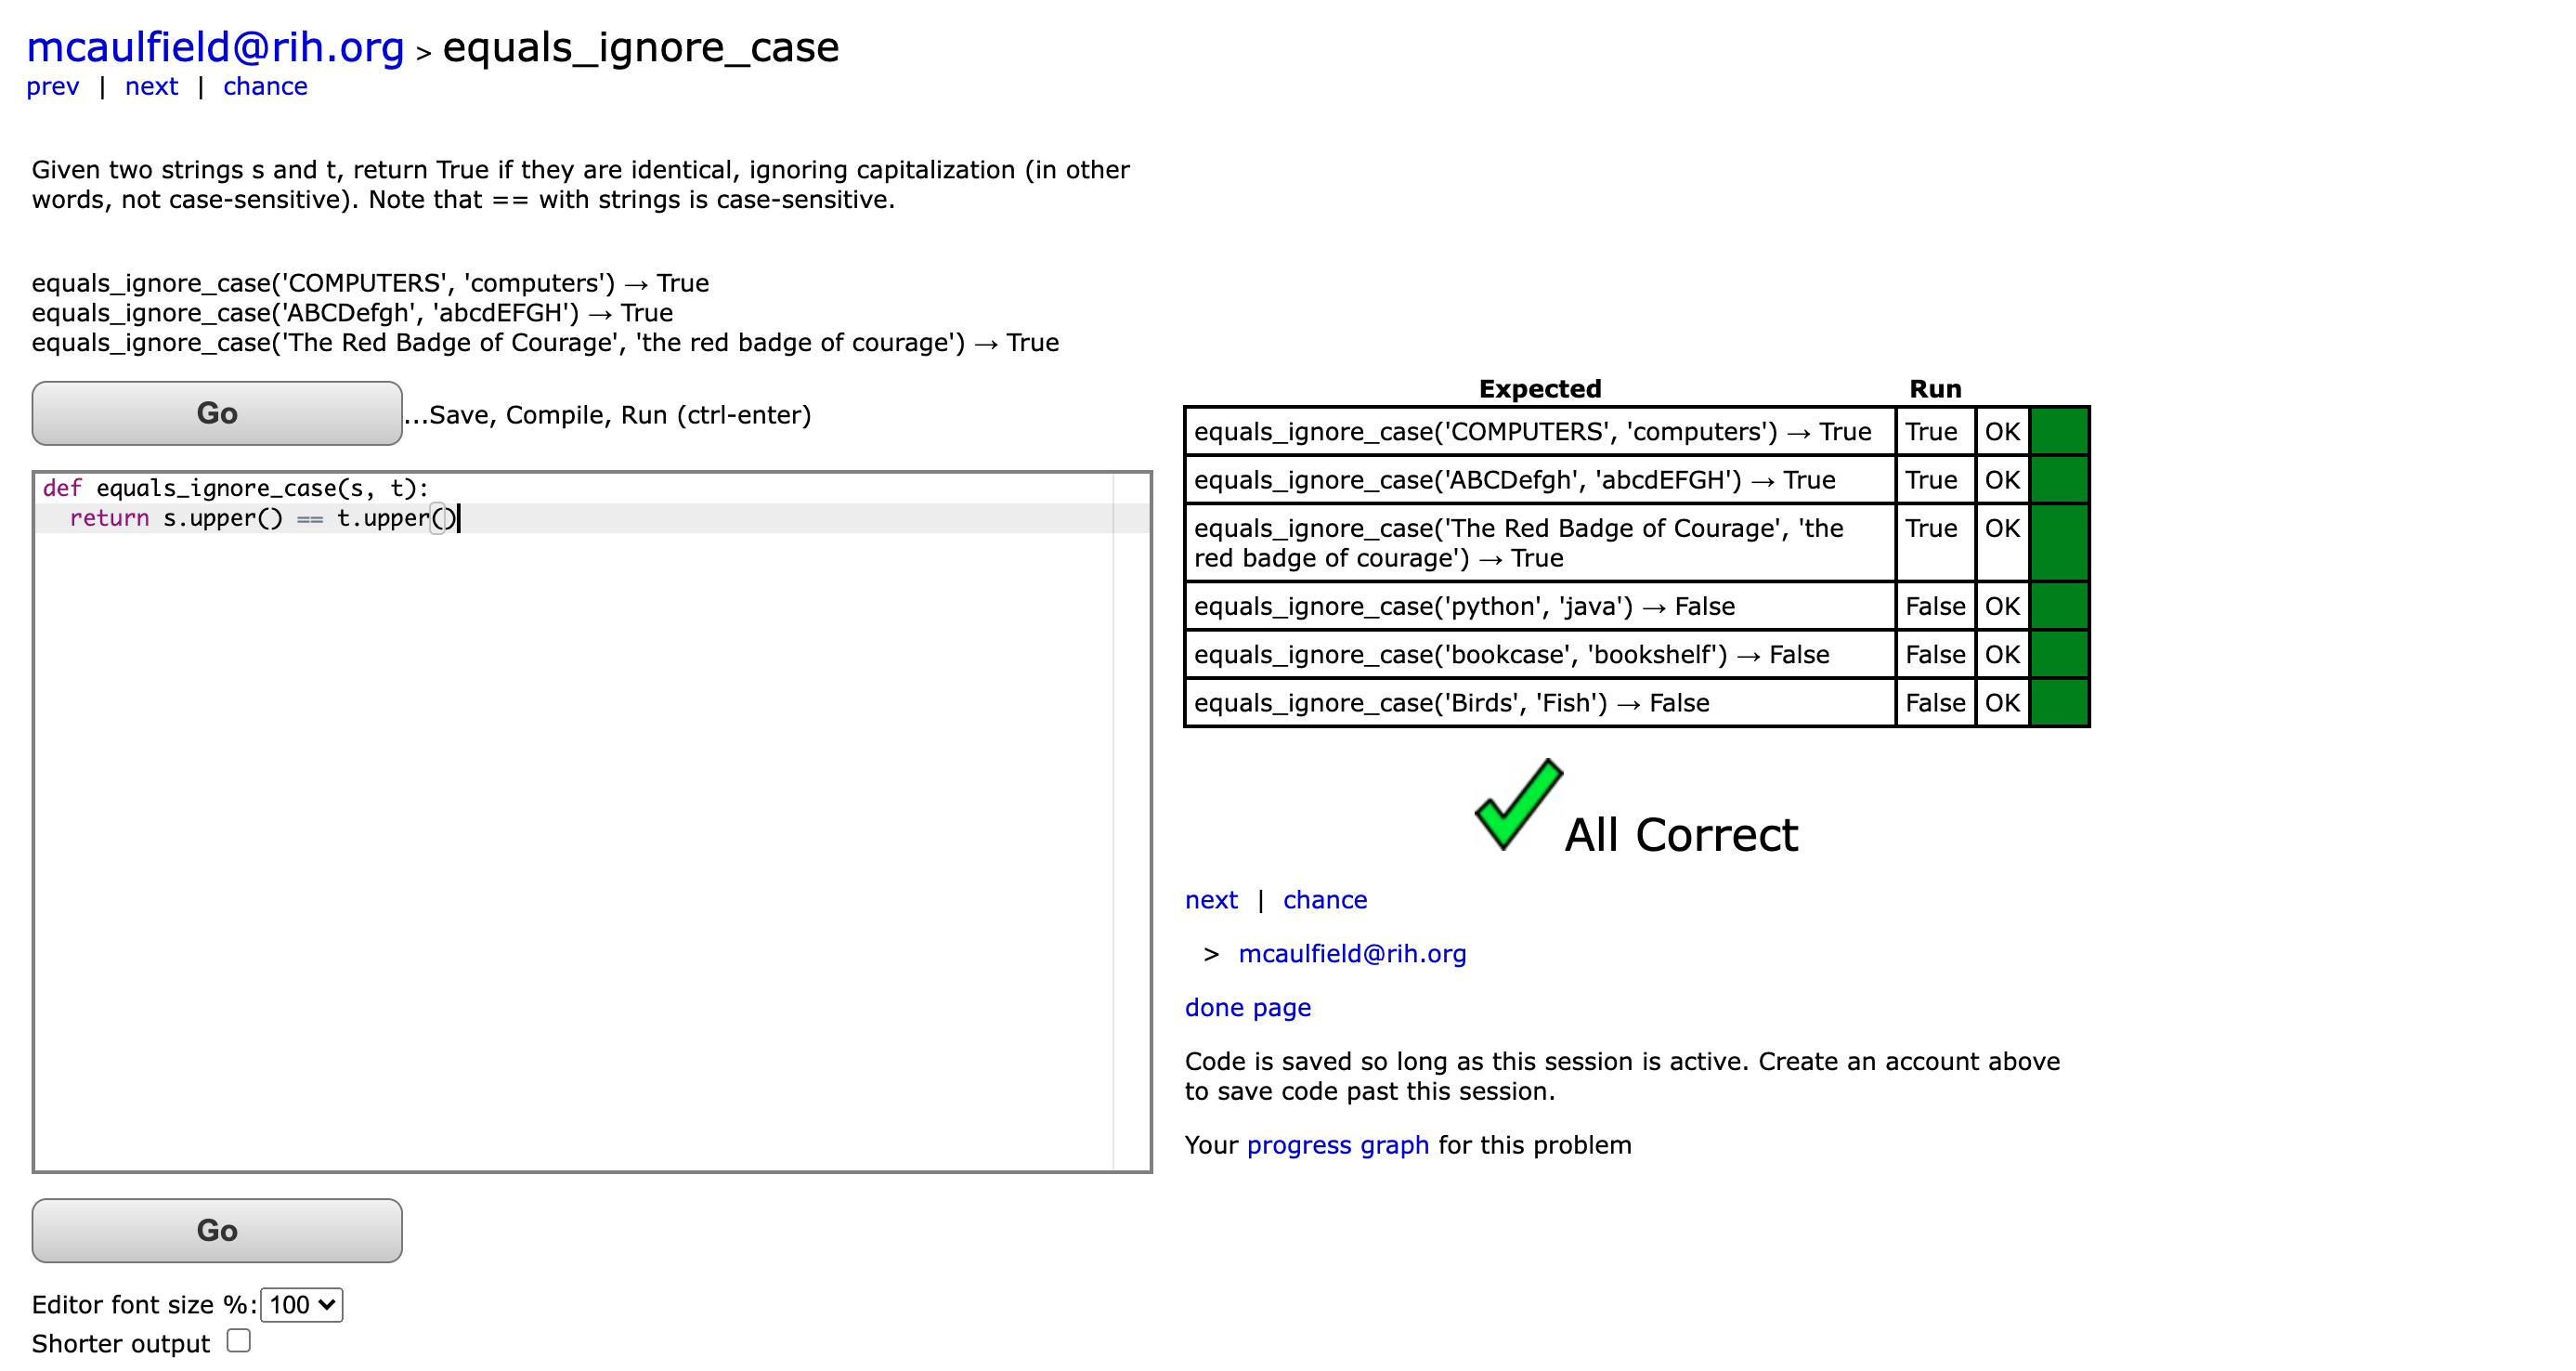 mcaulfield@rih.org > equals_ignore_case
prev | next | chance
Given two strings s and t, return True if they are identical, ignoring capitalization (in other
words, not case-sensitive). Note that == with strings is case-sensitive.
equals_ignore_case('COMPUTERS', 'computers') → True
equals_ignore_case('ABCDefgh', 'abcdEFGH') → True
equals_ignore_case('The Red Badge of Courage', 'the red badge of courage') → True
Go ...Save, Compile, Run (ctrl-enter)
def equals_ignore_case(s, t):
  return s.upper() == t.upper()
Go
Editor font size %: 100
Shorter output
Expected Run
equals_ignore_case('COMPUTERS', 'computers') → True True OK
equals_ignore_case('ABCDefgh', 'abcdEFGH') → True True OK
equals_ignore_case('The Red Badge of Courage', 'the True OK
red badge of courage') → True
equals_ignore_case('python', 'java') → False False OK
equals_ignore_case('bookcase', 'bookshelf') → False False OK
equals_ignore_case('Birds', 'Fish') → False False OK
All Correct
next | chance
> mcaulfield@rih.org
done page
Code is saved so long as this session is active. Create an account above
to save code past this session.
Your progress graph for this problem